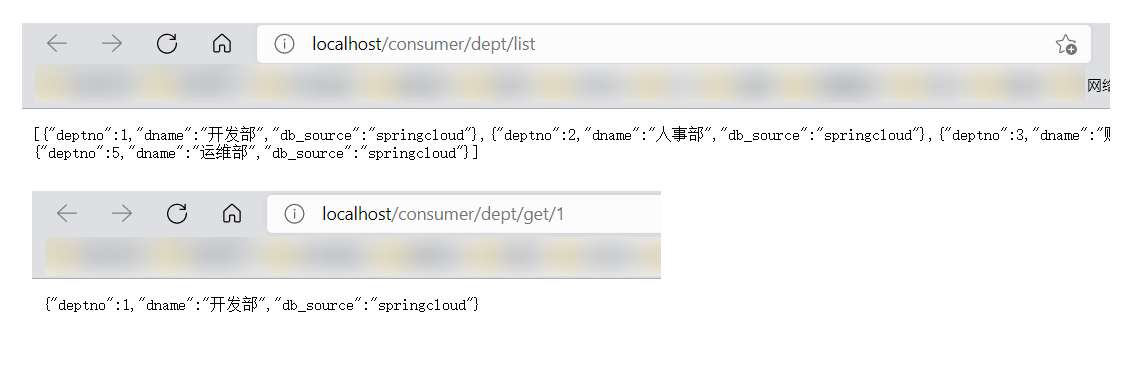 localhost/consumer/dept/list
网络
[{"deptno":1,"dname":"开发部","db_source":"springcloud"},{"deptno":2,"dname":"人事部","db_source":"springcloud"},{"deptno":3,"dname":"
{"deptno":5,"dname":"运维部","db_source":"springcloud"}]
localhost/consumer/dept/get/1
{"deptno":1,"dname":"开发部","db_source":"springcloud"}